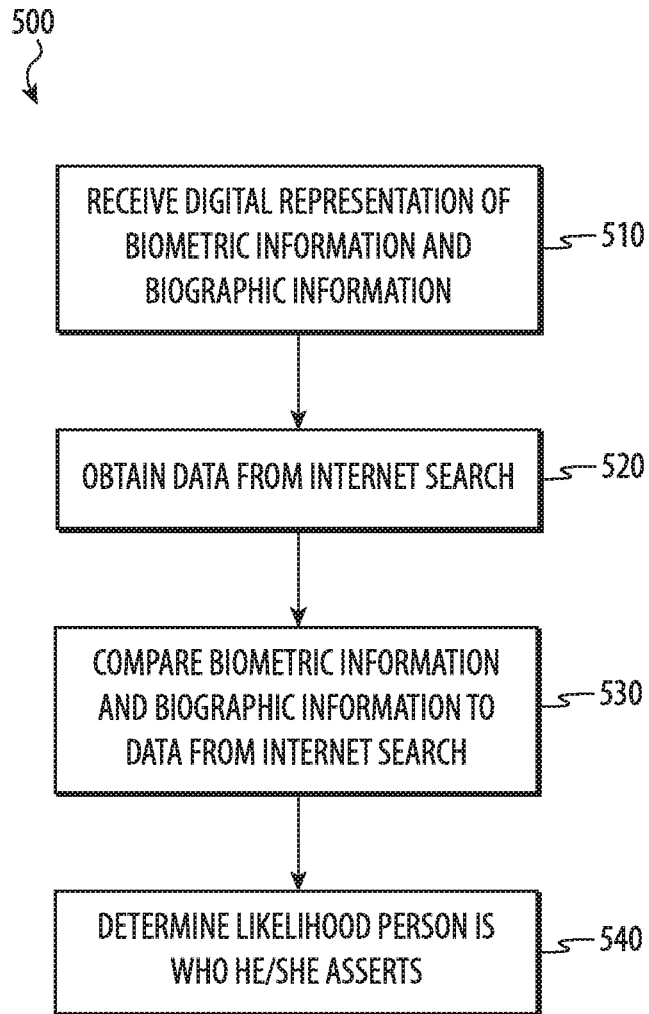 500
RECEIVE DIGITAL REPRESENTATION OF
BIOMETRIC INFORMATION AND
BIOGRAPHIC INFORMATION
510
OBTAIN DATA FROM INTERNET SEARCH
520
COMPARE BIOMETRIC INFORMATION
AND BIOGRAPHIC INFORMATION TO
DATA FROM INTERNET SEARCH
530
DETERMINE LIKELIHOOD PERSON IS
WHO HE/SHE ASSERTS
540